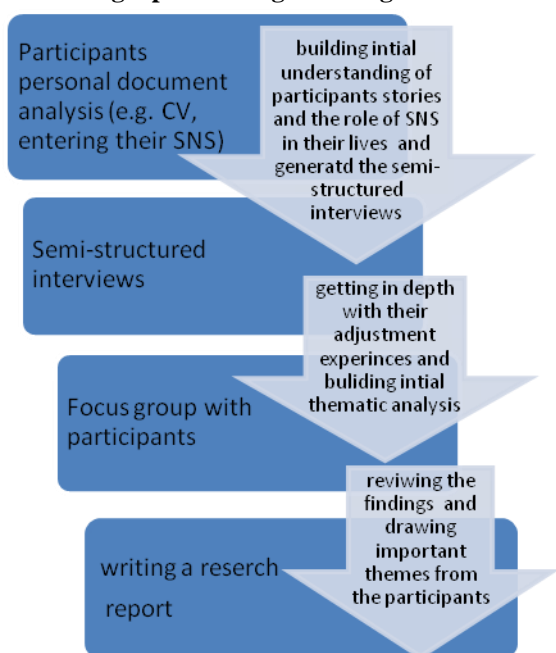 Participants
personal document
analysis (e.g. CV,
entering their SNS)
building intial
understanding of
participants stories
and the role of SNS
in their lives and
generatd the semi-
structured
interviews
Semi-structured
interviews
getting in depth
with their
adjustment
experinces and
buliding intial
thematic analysis
Focus group with
participants
reviwing the
findings and
drawing
important
themes from
the participants
writing a reserch
report